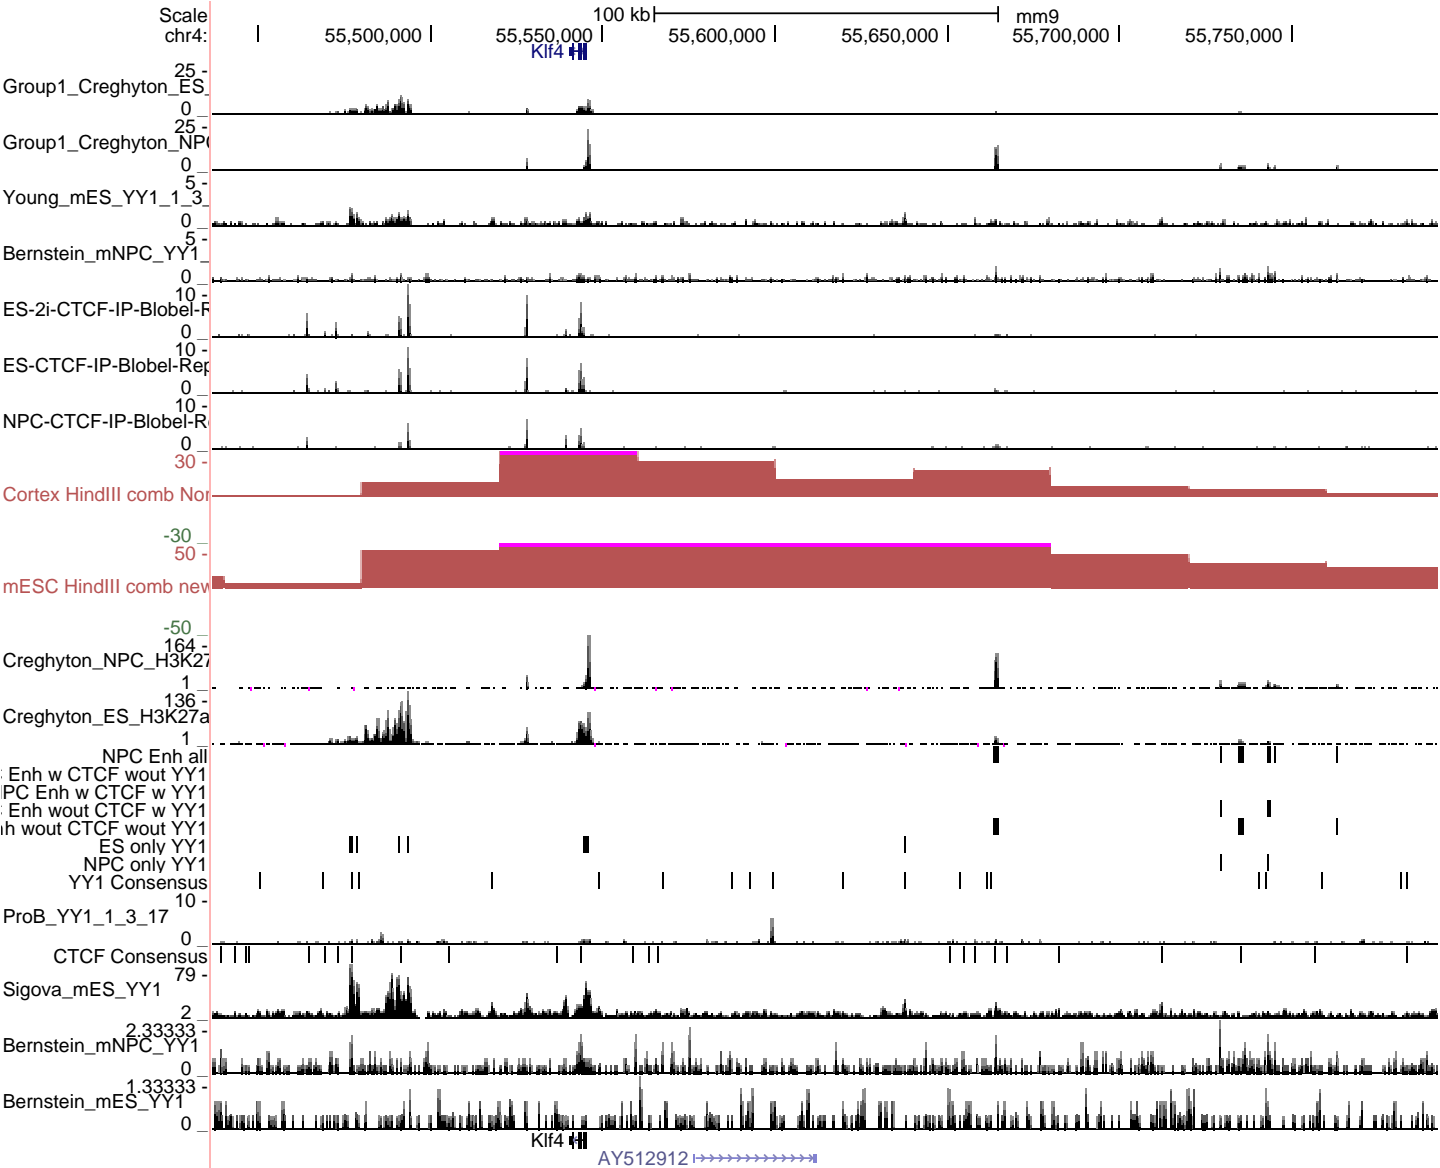 Scale 100 kb mm9
chr4: 55,500,000 55,550,000 55,600,000 55,650,000 55,700,000 55,750,000
Klf4
25 -
Group1_Creghyton_ES_
0 _
25 -
Group1_Creghyton_NPC
0 _
5 -
Young_mES_YY1_1_3_
0 _
5 -
Bernstein_mNPC_YY1_
0 _
10 -
ES-2i-CTCF-IP-Blobel-R
0 _
10 -
ES-CTCF-IP-Blobel-Rep
0 _
10 -
NPC-CTCF-IP-Blobel-R
0 _
30 -
Cortex HindIII comb Nor
-30 _
50 -
mESC HindIII comb new
-50 _
164 -
Creghyton_NPC_H3K27
1 _
136 -
Creghyton_ES_H3K27a
1 _
NPC Enh all
Enh w CTCF wout YY1
PC Enh w CTCF w YY1
Enh wout CTCF w YY1
h wout CTCF wout YY1
ES only YY1
NPC only YY1
YY1 Consensus
10 -
ProB_YY1_1_3_17
0 _
CTCF Consensus
79 -
Sigova_mES_YY1
2 _
2.33333 -
Bernstein_mNPC_YY1
0 _
1.33333 -
Bernstein_mES_YY1
0 _
Klf4
AY512912